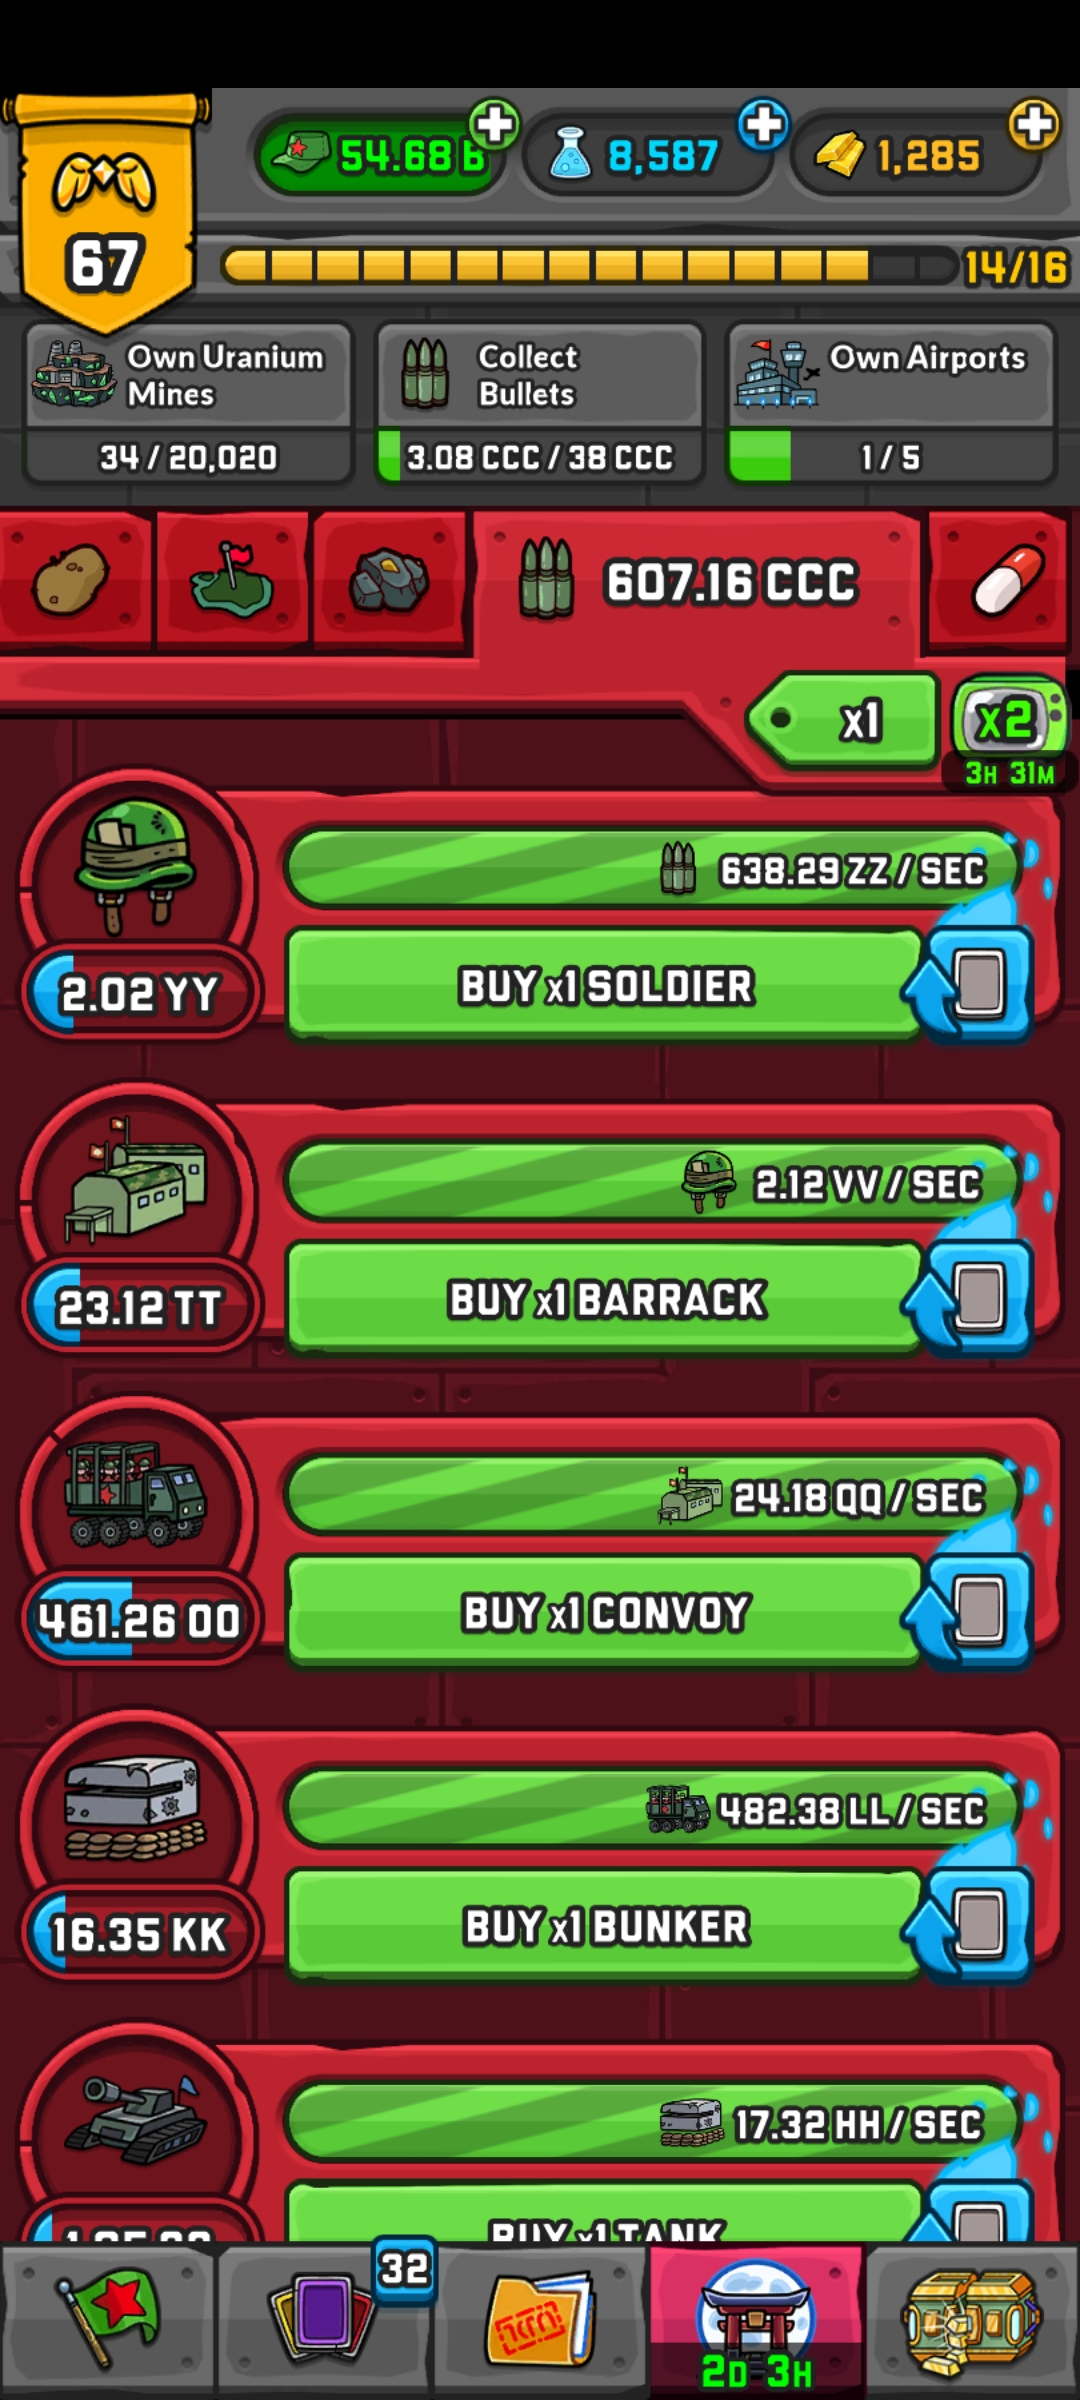 54.68 B
8,587
1,285
67
14/16
Own Uranium
Mines
34 / 20,020
Collect
Bullets
3.08 CCC / 38 CCC
Own Airports
1 / 5
607.16 CCC
x1
x2
3H 31M
638.29 ZZ / SEC
2.02 YY
BUY x1 SOLDIER
2.12 VV / SEC
23.12 TT
BUY x1 BARRACK
24.18 QQ / SEC
461.26 OO
BUY x1 CONVOY
482.38 LL / SEC
16.35 KK
BUY x1 BUNKER
17.32 HH / SEC
BUY x1 TANK
32
2D 3H